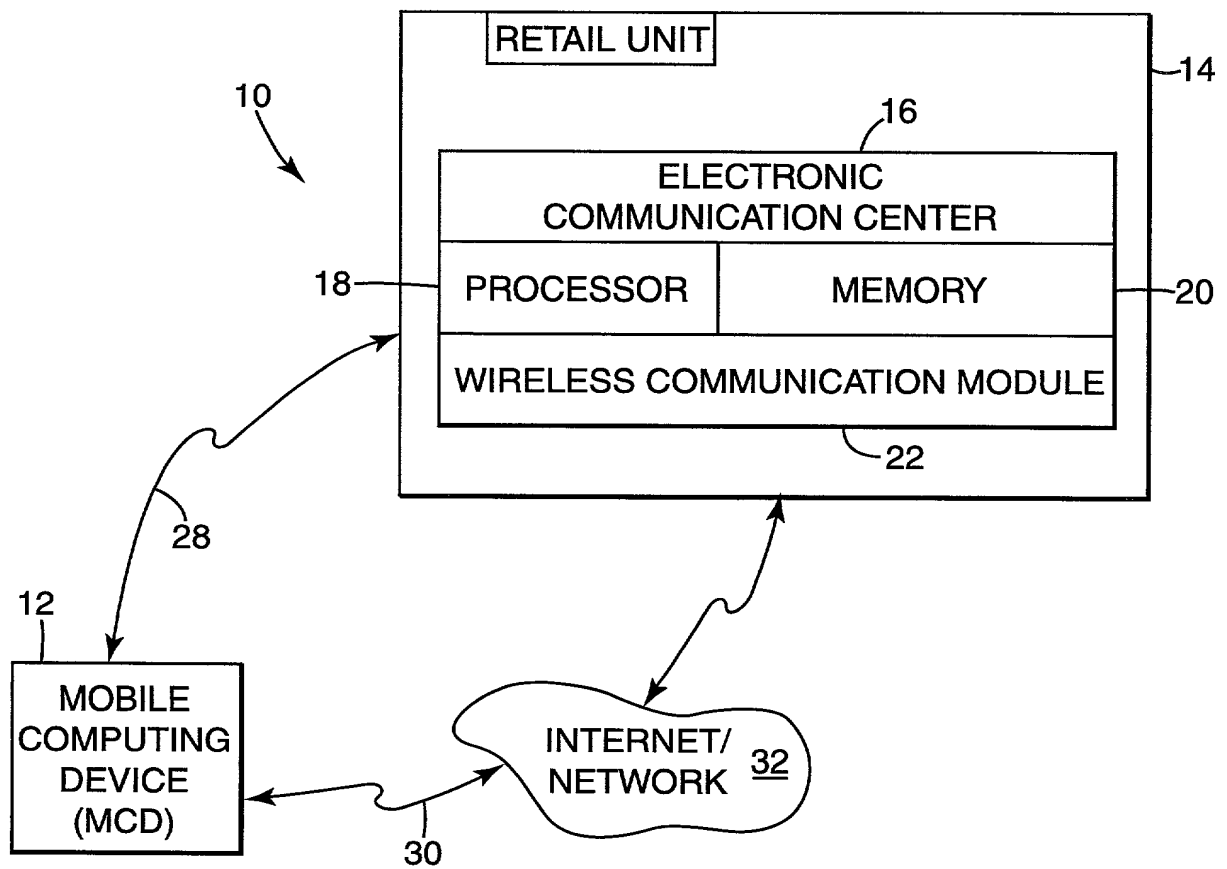 RETAIL UNIT
14
10
16
ELECTRONIC
COMMUNICATION CENTER
18
PROCESSOR
MEMORY
20
WIRELESS COMMUNICATION MODULE
22
28
12
MOBILE
COMPUTING
DEVICE
(MCD)
INTERNET/
NETWORK
32
30